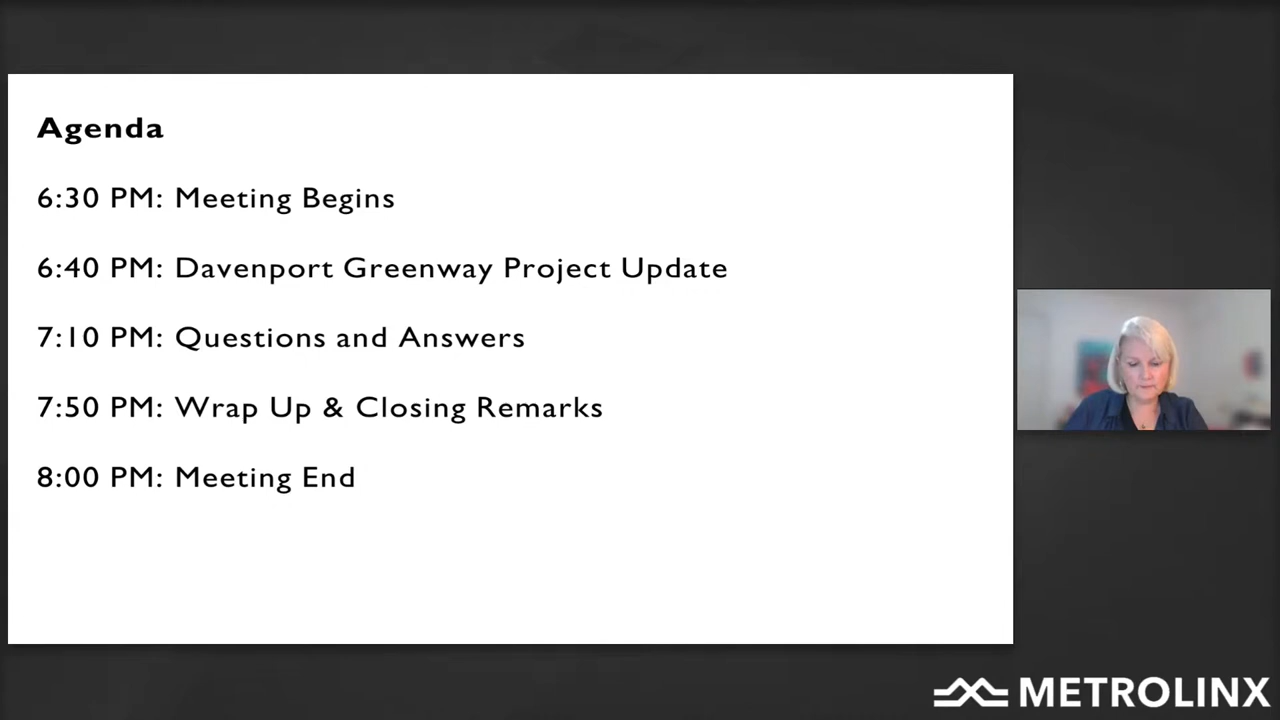 Agenda
6:30 PM: Meeting Begins
6:40 PM: Davenport Greenway Project Update
7:10 PM: Questions and Answers
7:50 PM: Wrap Up & Closing Remarks
8:00 PM: Meeting End
METROLINX